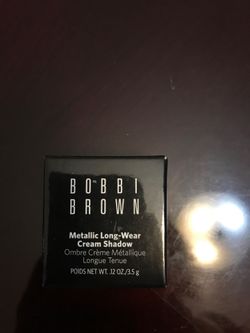 BOBBI
BROWN
Metallic Long-Wear
Cream Shadow
Ombre Crème Métallique
Longue Tenue
POIDS NET WT. .12 OZ./3.5 g